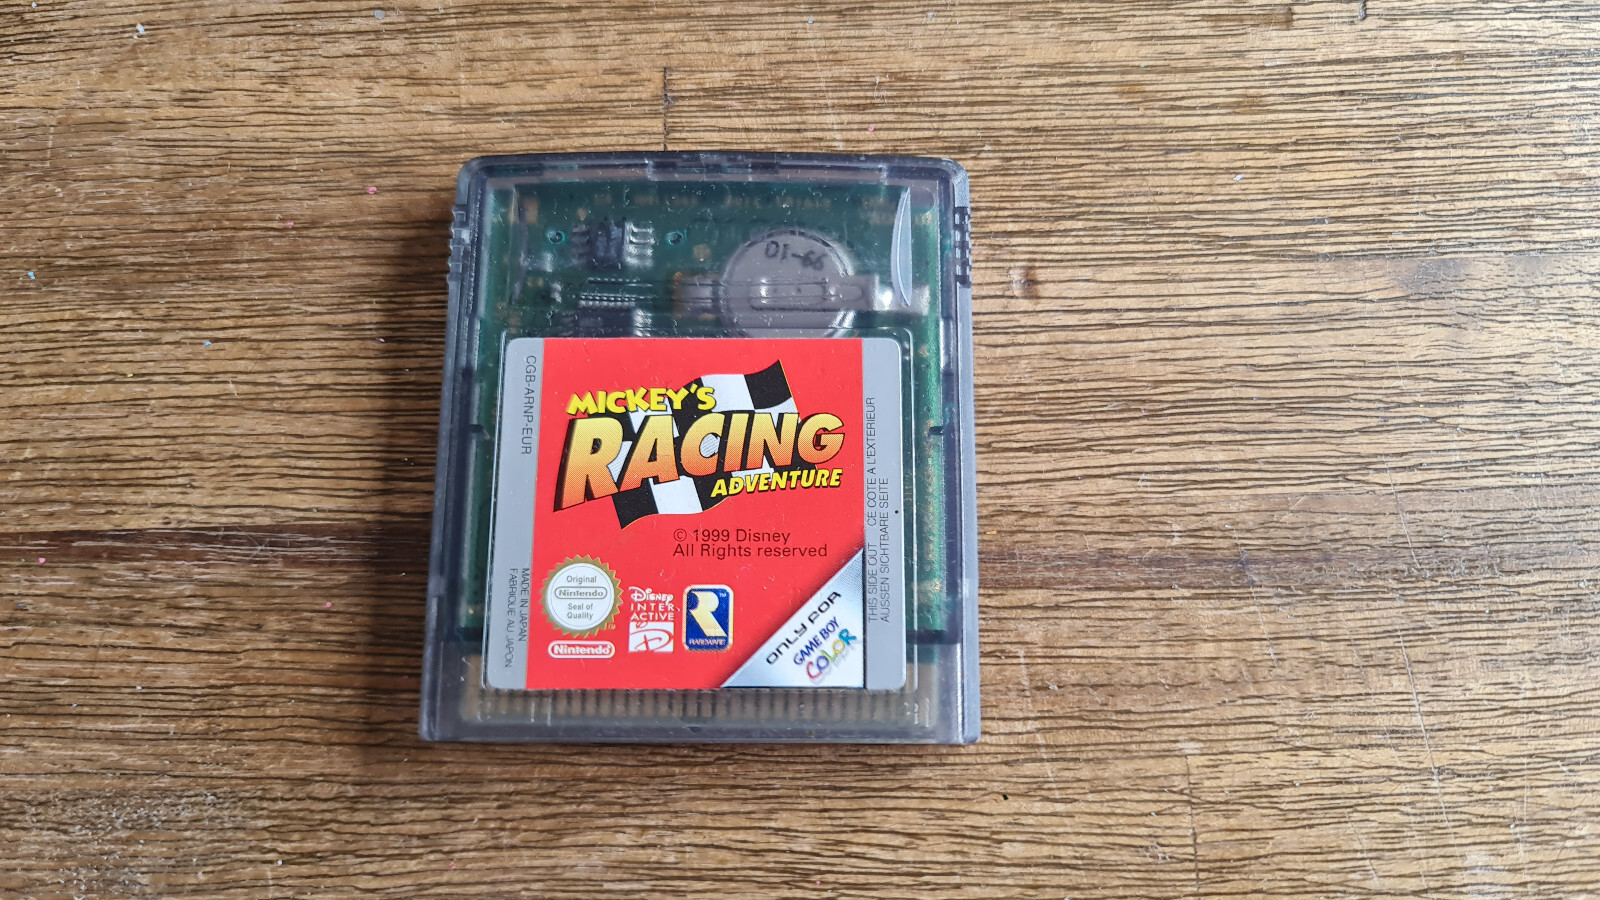 99-10
CGB-ARNP-EUR
MICKEY'S
RACING
ADVENTURE
© 1999 Disney
All Rights reserved
Original
Nintendo
Seal of
Quality
Nintendo
Disney
INTER
ACTIVE
D
R
RAREWARE
ONLY FOR
GAME BOY
COLOR
MADE IN JAPAN
FABRIQUE AU JAPON
THIS SIDE OUT CE COTE A L'EXTERIEUR
AUSSEN SICHTBARE SEITE